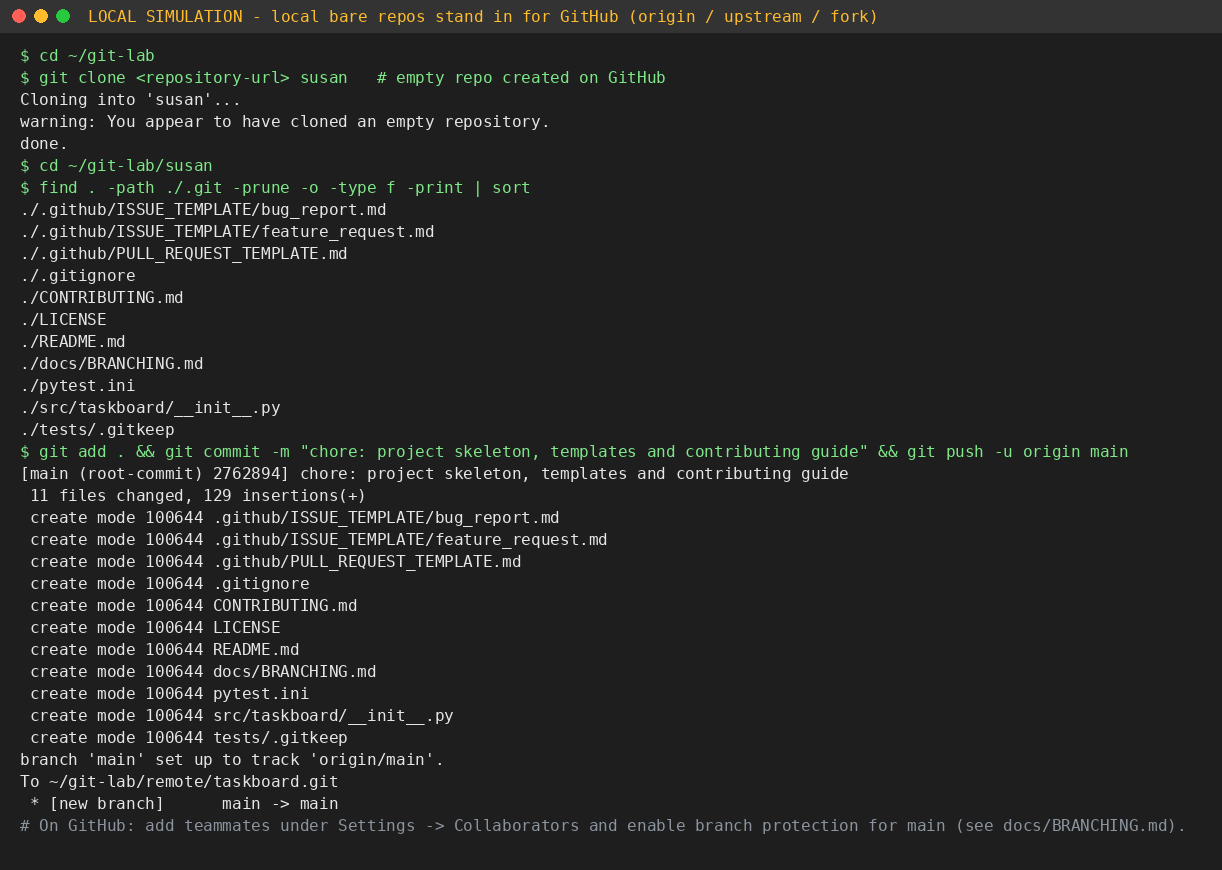 LOCAL SIMULATION - local bare repos stand in for GitHub (origin / upstream / fork)
$ cd ~/git-lab
$ git clone <repository-url> susan   # empty repo created on GitHub
Cloning into 'susan'...
warning: You appear to have cloned an empty repository.
done.
$ cd ~/git-lab/susan
$ find . -path ./.git -prune -o -type f -print | sort
./.github/ISSUE_TEMPLATE/bug_report.md
./.github/ISSUE_TEMPLATE/feature_request.md
./.github/PULL_REQUEST_TEMPLATE.md
./.gitignore
./CONTRIBUTING.md
./LICENSE
./README.md
./docs/BRANCHING.md
./pytest.ini
./src/taskboard/__init__.py
./tests/.gitkeep
$ git add . && git commit -m "chore: project skeleton, templates and contributing guide" && git push -u origin main
[main (root-commit) 2762894] chore: project skeleton, templates and contributing guide
 11 files changed, 129 insertions(+)
 create mode 100644 .github/ISSUE_TEMPLATE/bug_report.md
 create mode 100644 .github/ISSUE_TEMPLATE/feature_request.md
 create mode 100644 .github/PULL_REQUEST_TEMPLATE.md
 create mode 100644 .gitignore
 create mode 100644 CONTRIBUTING.md
 create mode 100644 LICENSE
 create mode 100644 README.md
 create mode 100644 docs/BRANCHING.md
 create mode 100644 pytest.ini
 create mode 100644 src/taskboard/__init__.py
 create mode 100644 tests/.gitkeep
branch 'main' set up to track 'origin/main'.
To ~/git-lab/remote/taskboard.git
 * [new branch]      main -> main
# On GitHub: add teammates under Settings -> Collaborators and enable branch protection for main (see docs/BRANCHING.md).